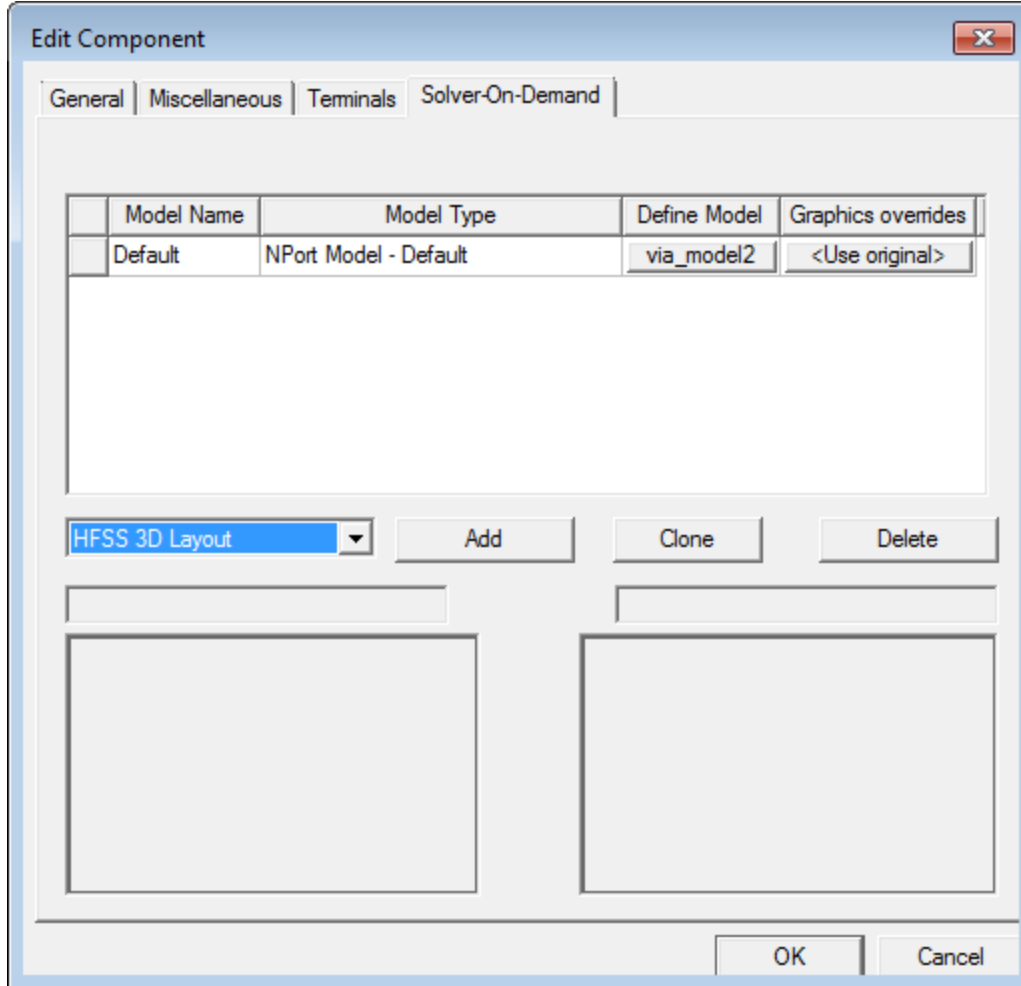 Edit Component
General Miscellaneous Terminals Solver-On-Demand
Model Name Model Type Define Model Graphics overrides
Default NPort Model - Default via_model2 <Use original>
HFSS 3D Layout Add Clone Delete
OK Cancel